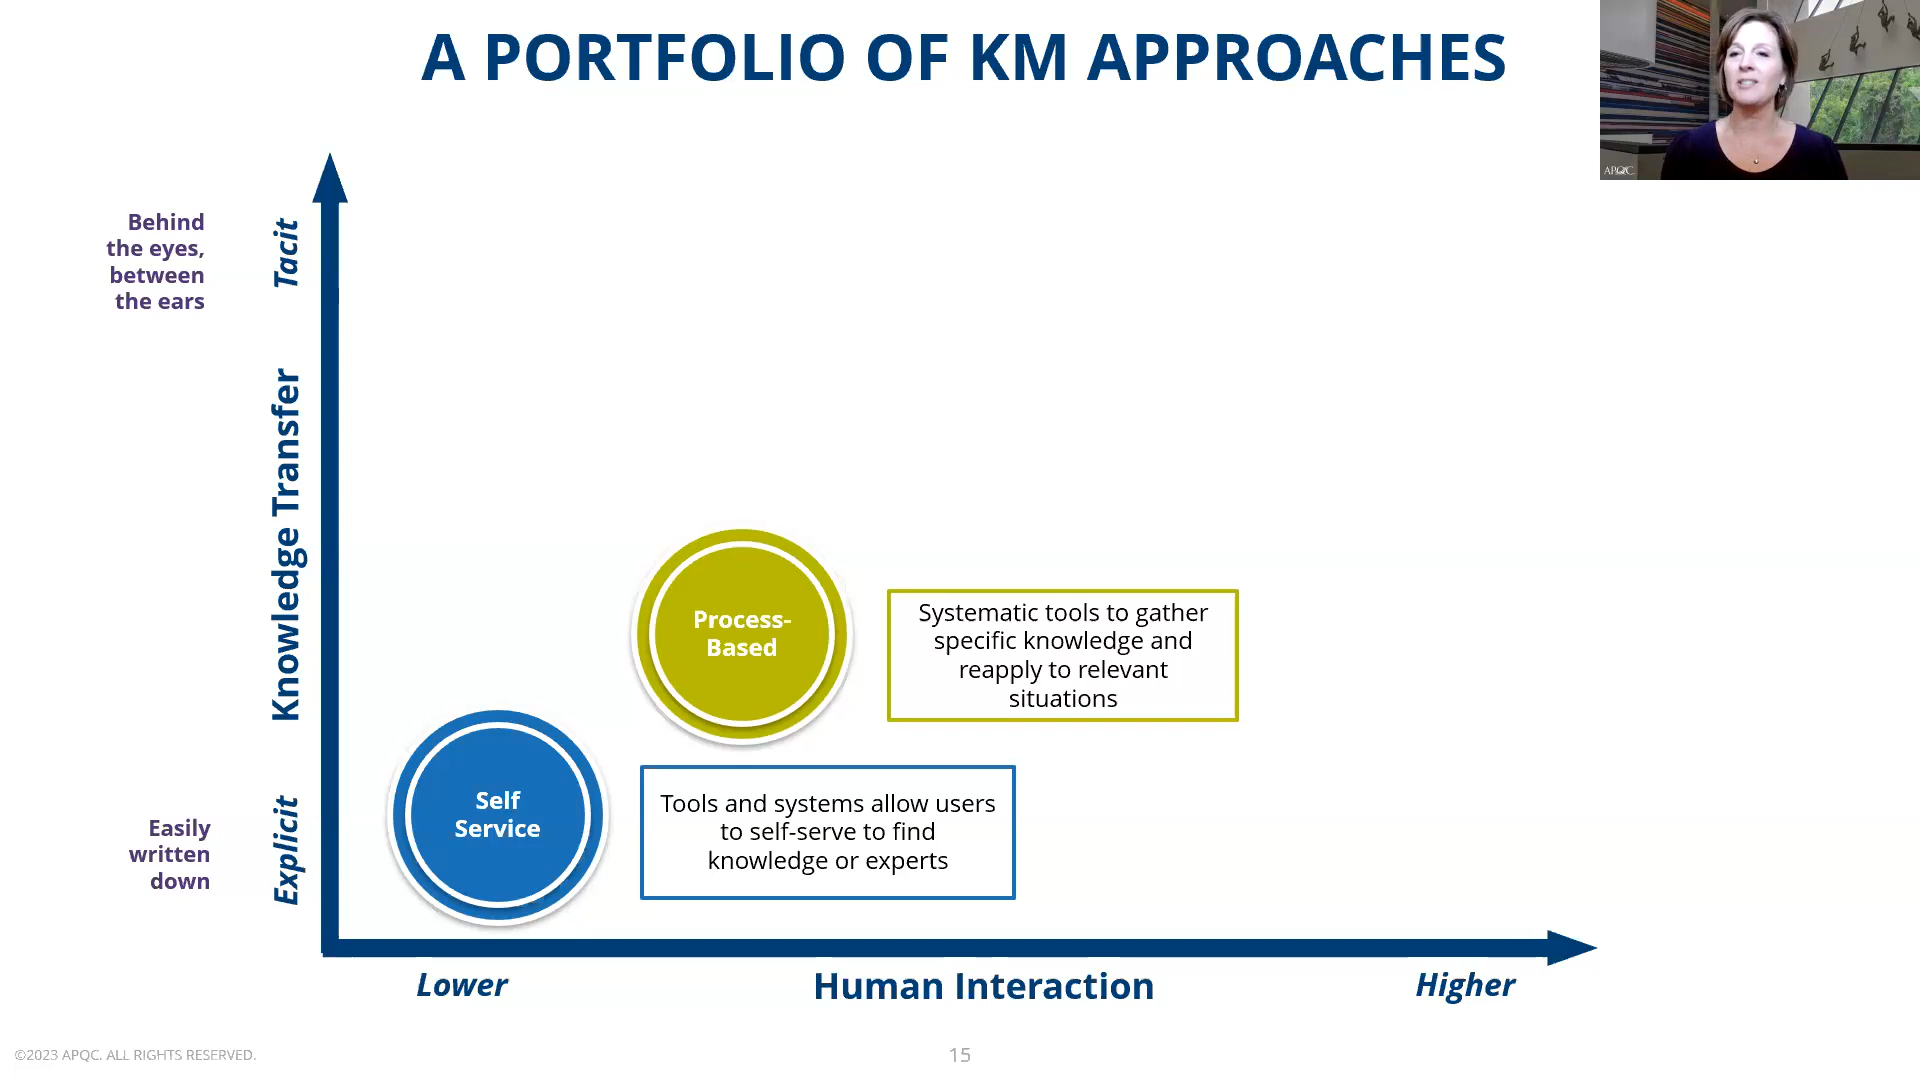 A PORTFOLIO OF KM APPROACHES
APQC
Behind
the eyes,
between
the ears
Tacit
Knowledge Transfer
Process-
Based
Systematic tools to gather
specific knowledge and
reapply to relevant
situations
Self
Service
Tools and systems allow users
to self-serve to find
knowledge or experts
Easily
written
down
Explicit
Lower
Human Interaction
Higher
©2023 APQC. ALL RIGHTS RESERVED.
15